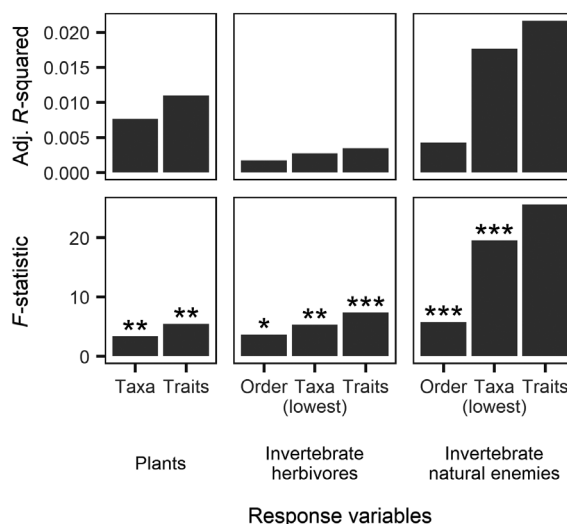 Adj. R-squared
0.020
0.015
0.010
0.005
0.000
F-statistic
20
10
0
** **
* ** ***
*** ***
Taxa Traits
Order Taxa Traits
(lowest)
Order Taxa Traits
(lowest)
Plants
Invertebrate
herbivores
Invertebrate
natural enemies
Response variables